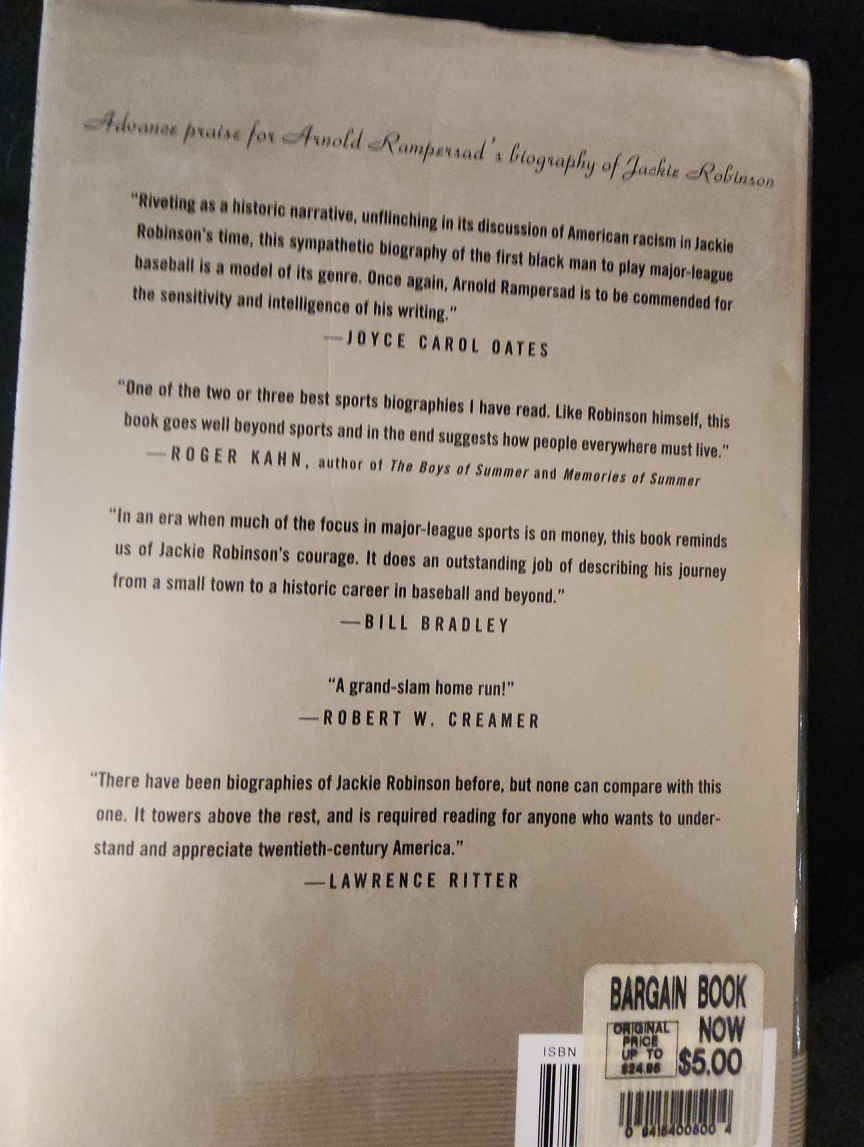 Advance praise for Arnold Rampersad's biography of Jackie Robinson
"Riveting as a historic narrative, unflinching in its discussion of American racism in Jackie
Robinson's time, this sympathetic biography of the first black man to play major-league
baseball is a model of its genre. Once again, Arnold Rampersad is to be commended for
the sensitivity and intelligence of his writing."
—JOYCE CAROL OATES
"One of the two or three best sports biographies I have read. Like Robinson himself, this
book goes well beyond sports and in the end suggests how people everywhere must live."
—ROGER KAHN, author of The Boys of Summer and Memories of Summer
"In an era when much of the focus in major-league sports is on money, this book reminds
us of Jackie Robinson's courage. It does an outstanding job of describing his journey
from a small town to a historic career in baseball and beyond."
—BILL BRADLEY
"A grand-slam home run!"
—ROBERT W. CREAMER
"There have been biographies of Jackie Robinson before, but none can compare with this
one. It towers above the rest, and is required reading for anyone who wants to under-
stand and appreciate twentieth-century America."
—LAWRENCE RITTER
BARGAIN BOOK
ORIGINAL
PRICE
UP TO
$24.95
NOW
$5.00
ISBN